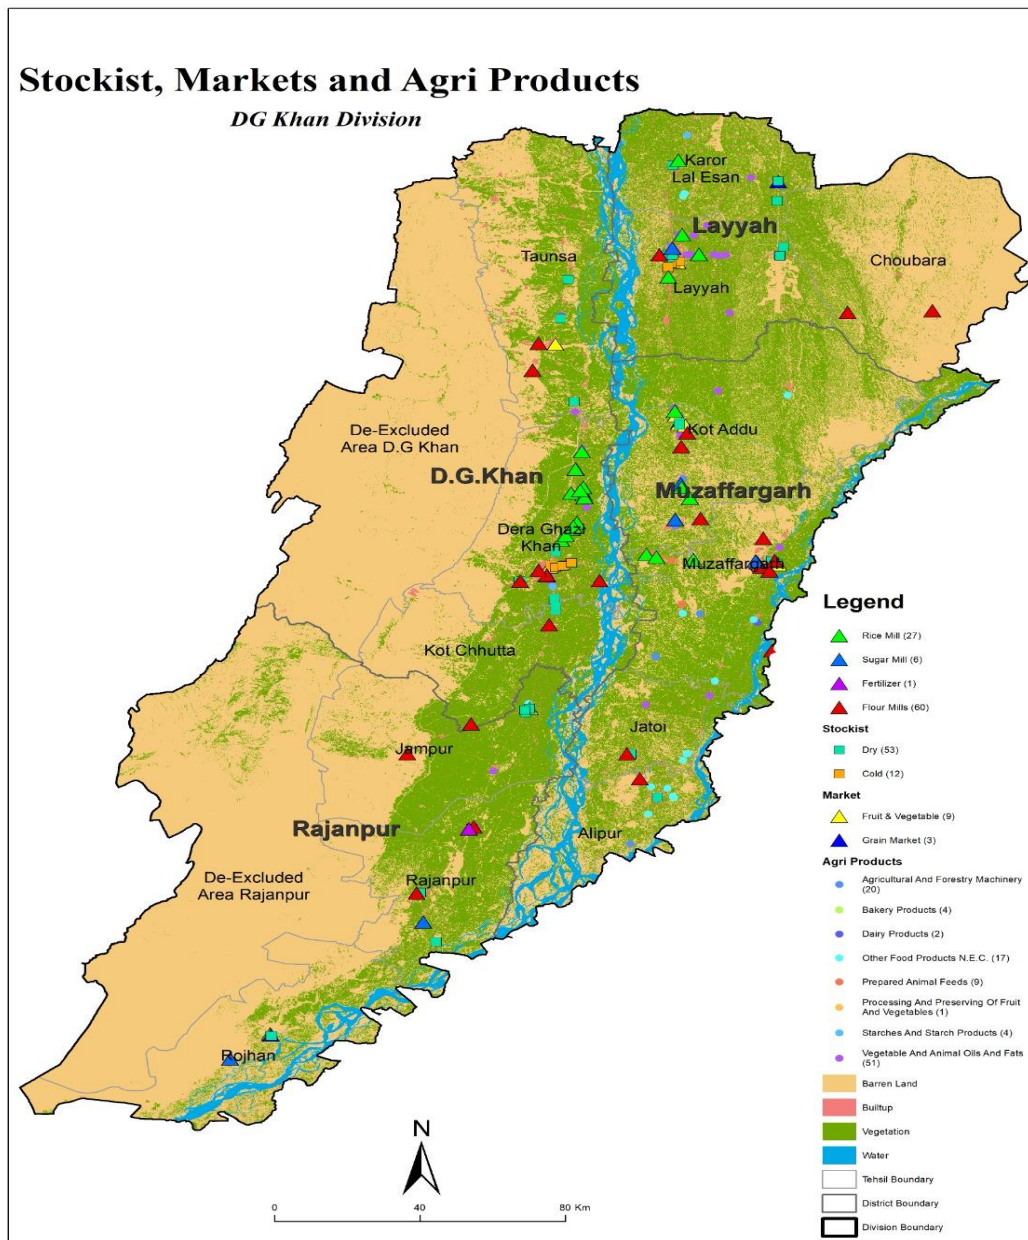 Stockist, Markets and Agri Products
DG Khan Division
Karor
Lal Esan
Layyah
Taunsa
Choubara
Layyah
De-Excluded
Area D.G Khan
Kot Addu
D.G.Khan
Muzaffargarh
Dera Ghazi
Khan
Muzaffargarh
Kot Chhutta
Jatoi
Jampur
Rajanpur
Alipur
De-Excluded
Area Rajanpur
Rajanpur
Rojhan
N
0
40
80 Km
Legend
Rice Mill (27)
Sugar Mill (6)
Fertilizer (1)
Flour Mills (60)
Stockist
Dry (53)
Cold (12)
Market
Fruit & Vegetable (9)
Grain Market (3)
Agri Products
Agricultural And Forestry Machinery
(20)
Bakery Products (4)
Dairy Products (2)
Other Food Products N.E.C. (17)
Prepared Animal Feeds (9)
Processing And Preserving Of Fruit
And Vegetables (1)
Starches And Starch Products (4)
Vegetable And Animal Oils And Fats
(51)
Barren Land
Builtup
Vegetation
Water
Tehsil Boundary
District Boundary
Division Boundary